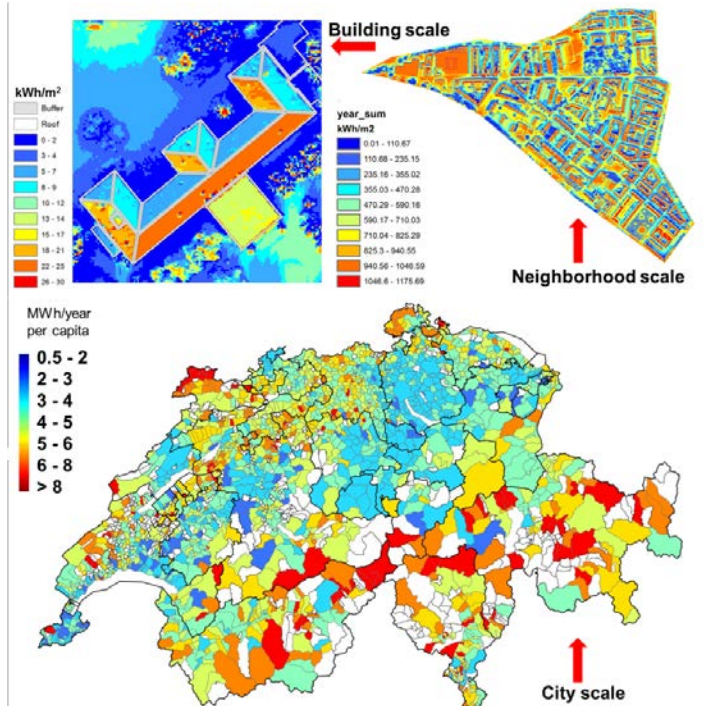 Building scale
kWh/m2
Buffer
Roof
0 - 2
3 - 4
5 - 7
8 - 9
10 - 12
13 - 14
15 - 17
18 - 21
22 - 25
26 - 30
year_sum
kWh/m2
0.01 - 110.67
110.68 - 235.15
235.16 - 355.02
355.03 - 470.28
470.29 - 590.16
590.17 - 710.03
710.04 - 825.29
825.3 - 940.55
940.56 - 1046.59
1046.6 - 1175.69
Neighborhood scale
MWh/year
per capita
0.5 - 2
2 - 3
3 - 4
4 - 5
5 - 6
6 - 8
> 8
City scale